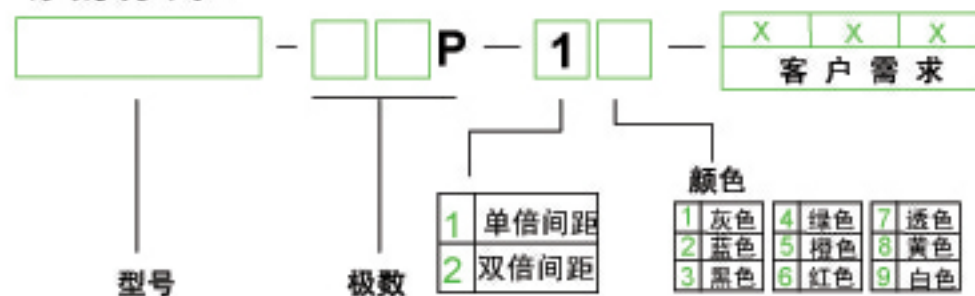 - P - 1 - X X X
客户需求
颜色
1 单倍间距
2 双倍间距
1 灰色 4 绿色 7 透色
2 蓝色 5 橙色 8 黄色
3 黑色 6 红色 9 白色
型号 极数